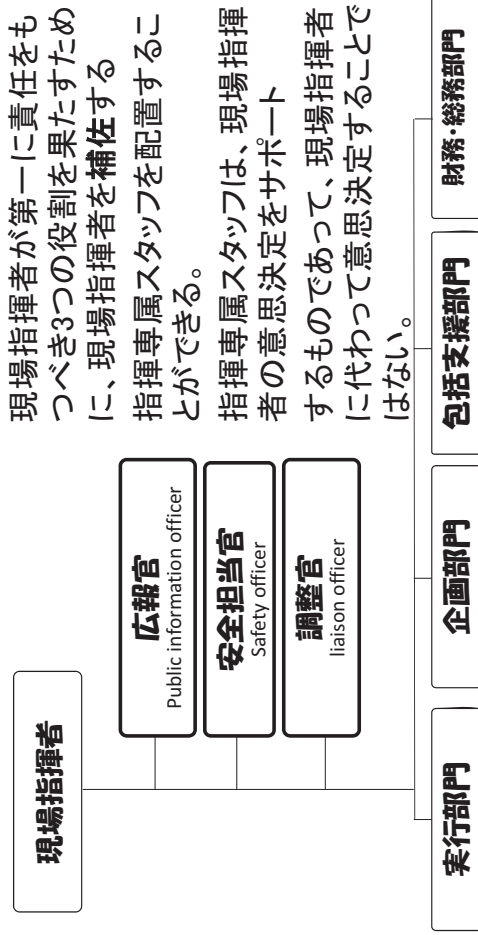 現場指揮者
現場指揮者が第一に責任をも
つべき3つの役割を果たすため
に、現場指揮者を補佐する
指揮専属スタッフを配置するこ
とができる。
指揮専属スタッフは、現場指揮
者の意思決定をサポート
するものであって、現場指揮者
に代わって意思決定することで
はない。
広報官
Public information officer
安全担当官
Safety officer
調整官
liaison officer
実行部門
企画部門
包括支援部門
財務・総務部門